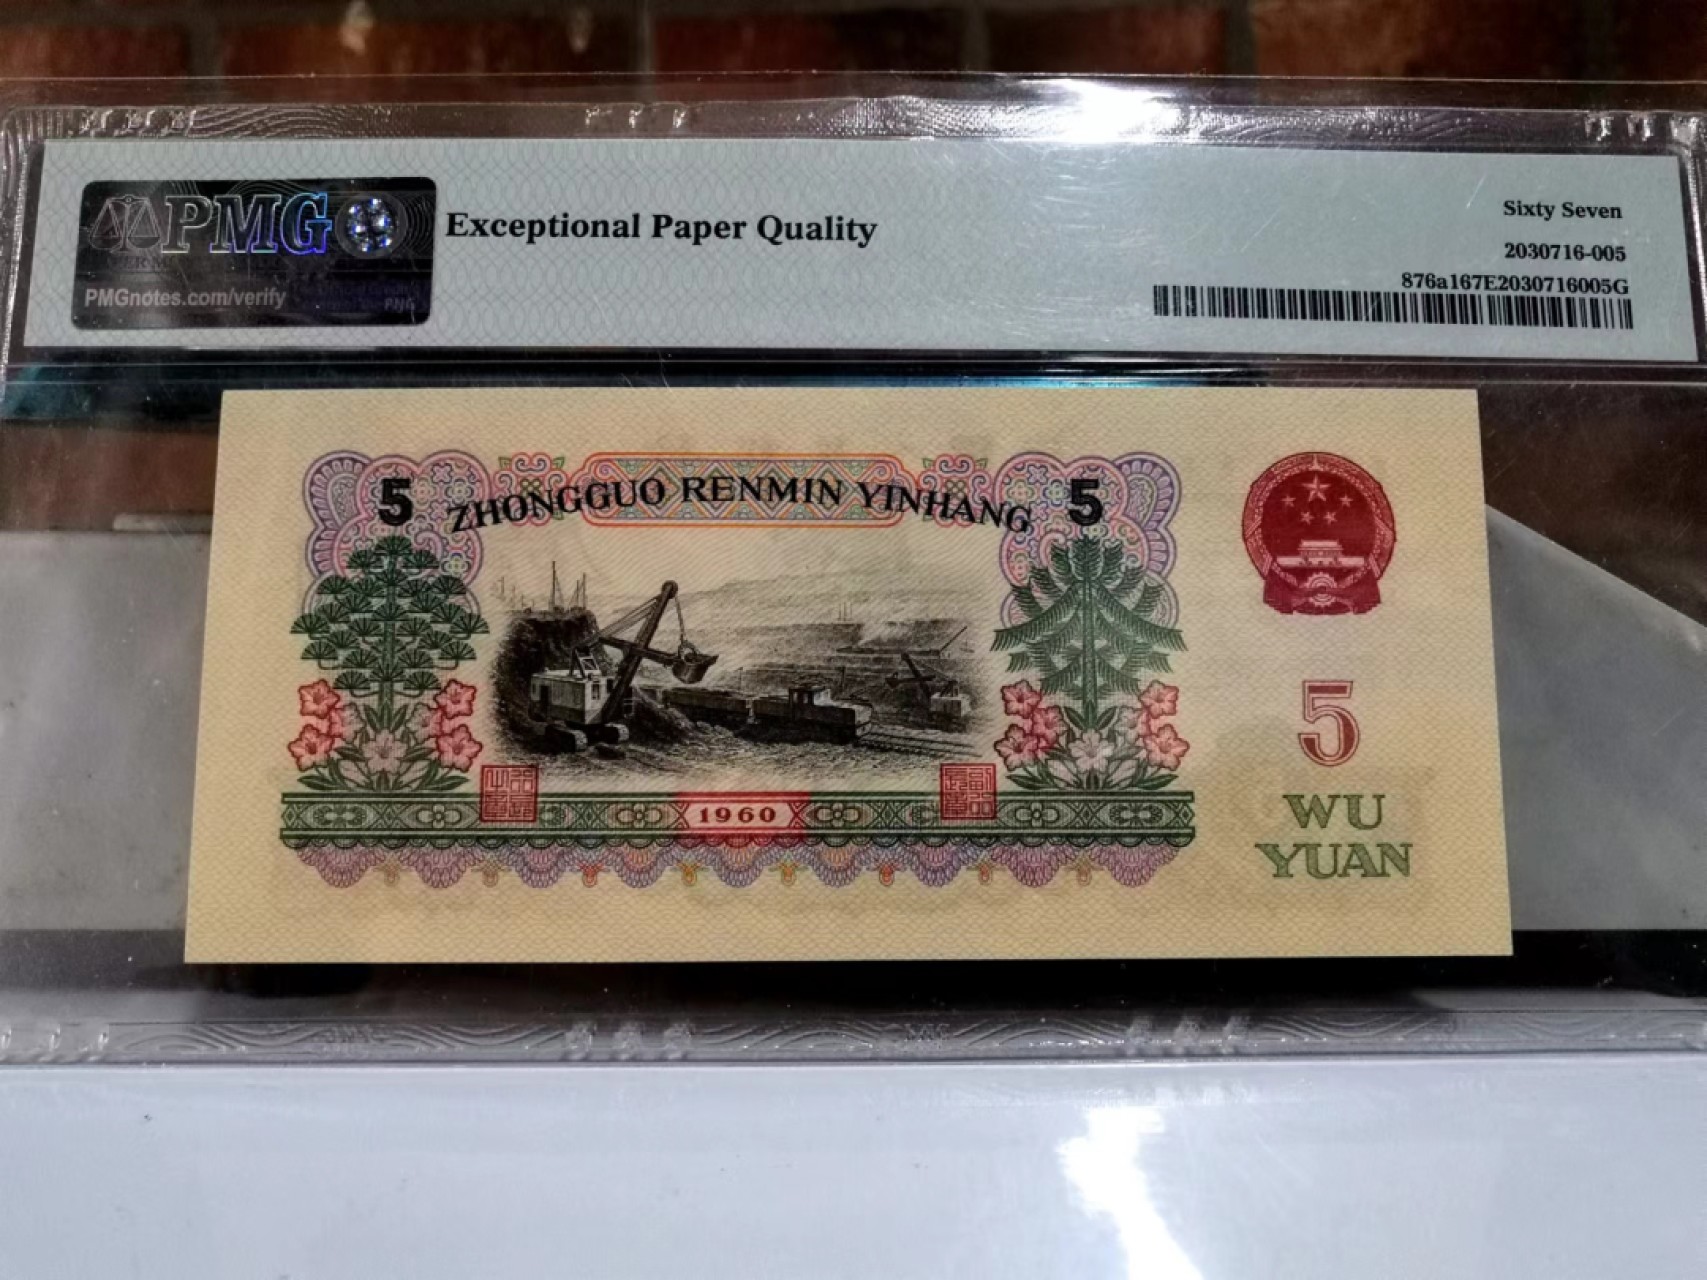 PMG
PMGnotes.com/verify
Exceptional Paper Quality
Sixty Seven
2030716-005
876a167E2030716005G
5 ZHONGGUO RENMIN YINHANG 5
5
1960
WU
YUAN